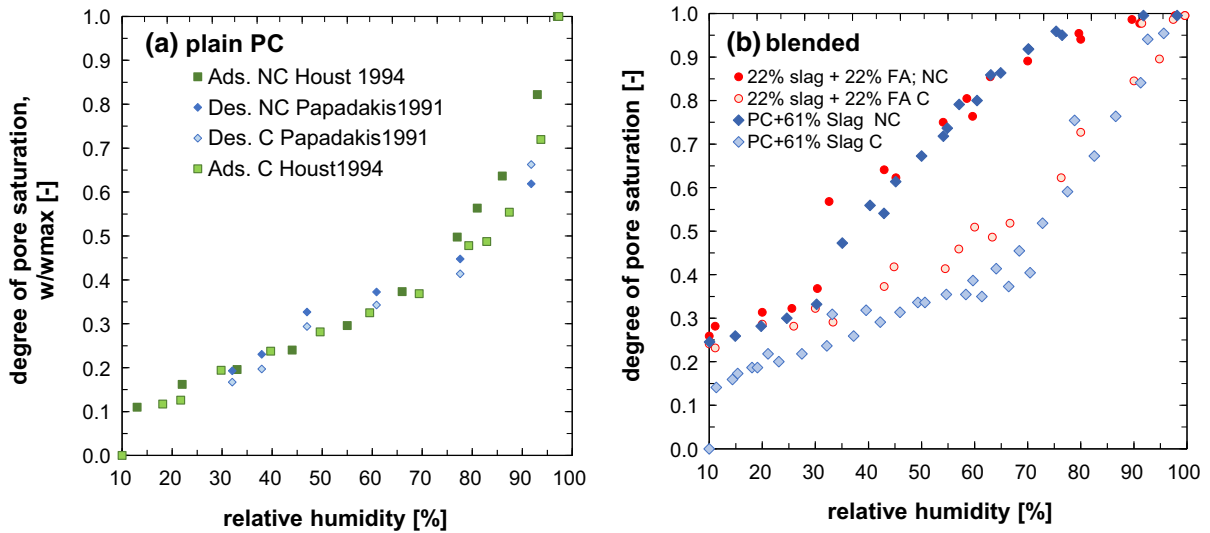 (a) plain PC
Ads. NC Houst 1994
Des. NC Papadakis1991
Des. C Papadakis1991
Ads. C Houst1994
degree of pore saturation,
w/wmax [-]
1.0
0.9
0.8
0.7
0.6
0.5
0.4
0.3
0.2
0.1
0.0
10 20 30 40 50 60 70 80 90 100
relative humidity [%]
(b) blended
22% slag + 22% FA; NC
22% slag + 22% FA C
PC+61% Slag NC
PC+61% Slag C
degree of pore saturation [-]
1.0
0.9
0.8
0.7
0.6
0.5
0.4
0.3
0.2
0.1
0.0
10 20 30 40 50 60 70 80 90 100
relative humidity [%]